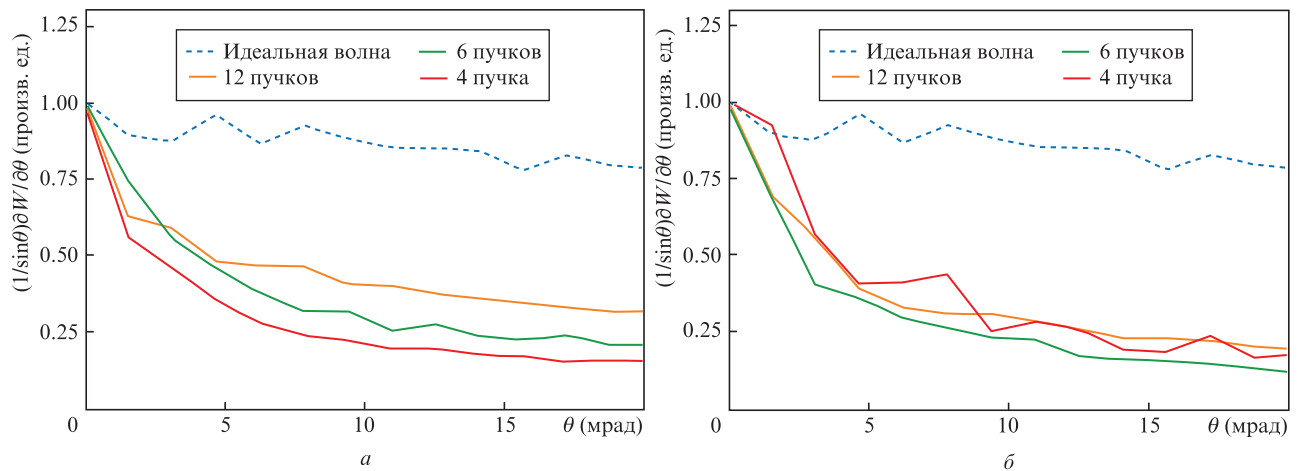 (1/sinθ)∂W/∂θ (произв. ед.)
1.25
1.00
0.75
0.50
0.25
0
5
10
15
θ (мрад)
Идеальная волна
12 пучков
6 пучков
4 пучка
а
(1/sinθ)∂W/∂θ (произв. ед.)
1.25
1.00
0.75
0.50
0.25
0
5
10
15
θ (мрад)
Идеальная волна
12 пучков
6 пучков
4 пучка
б